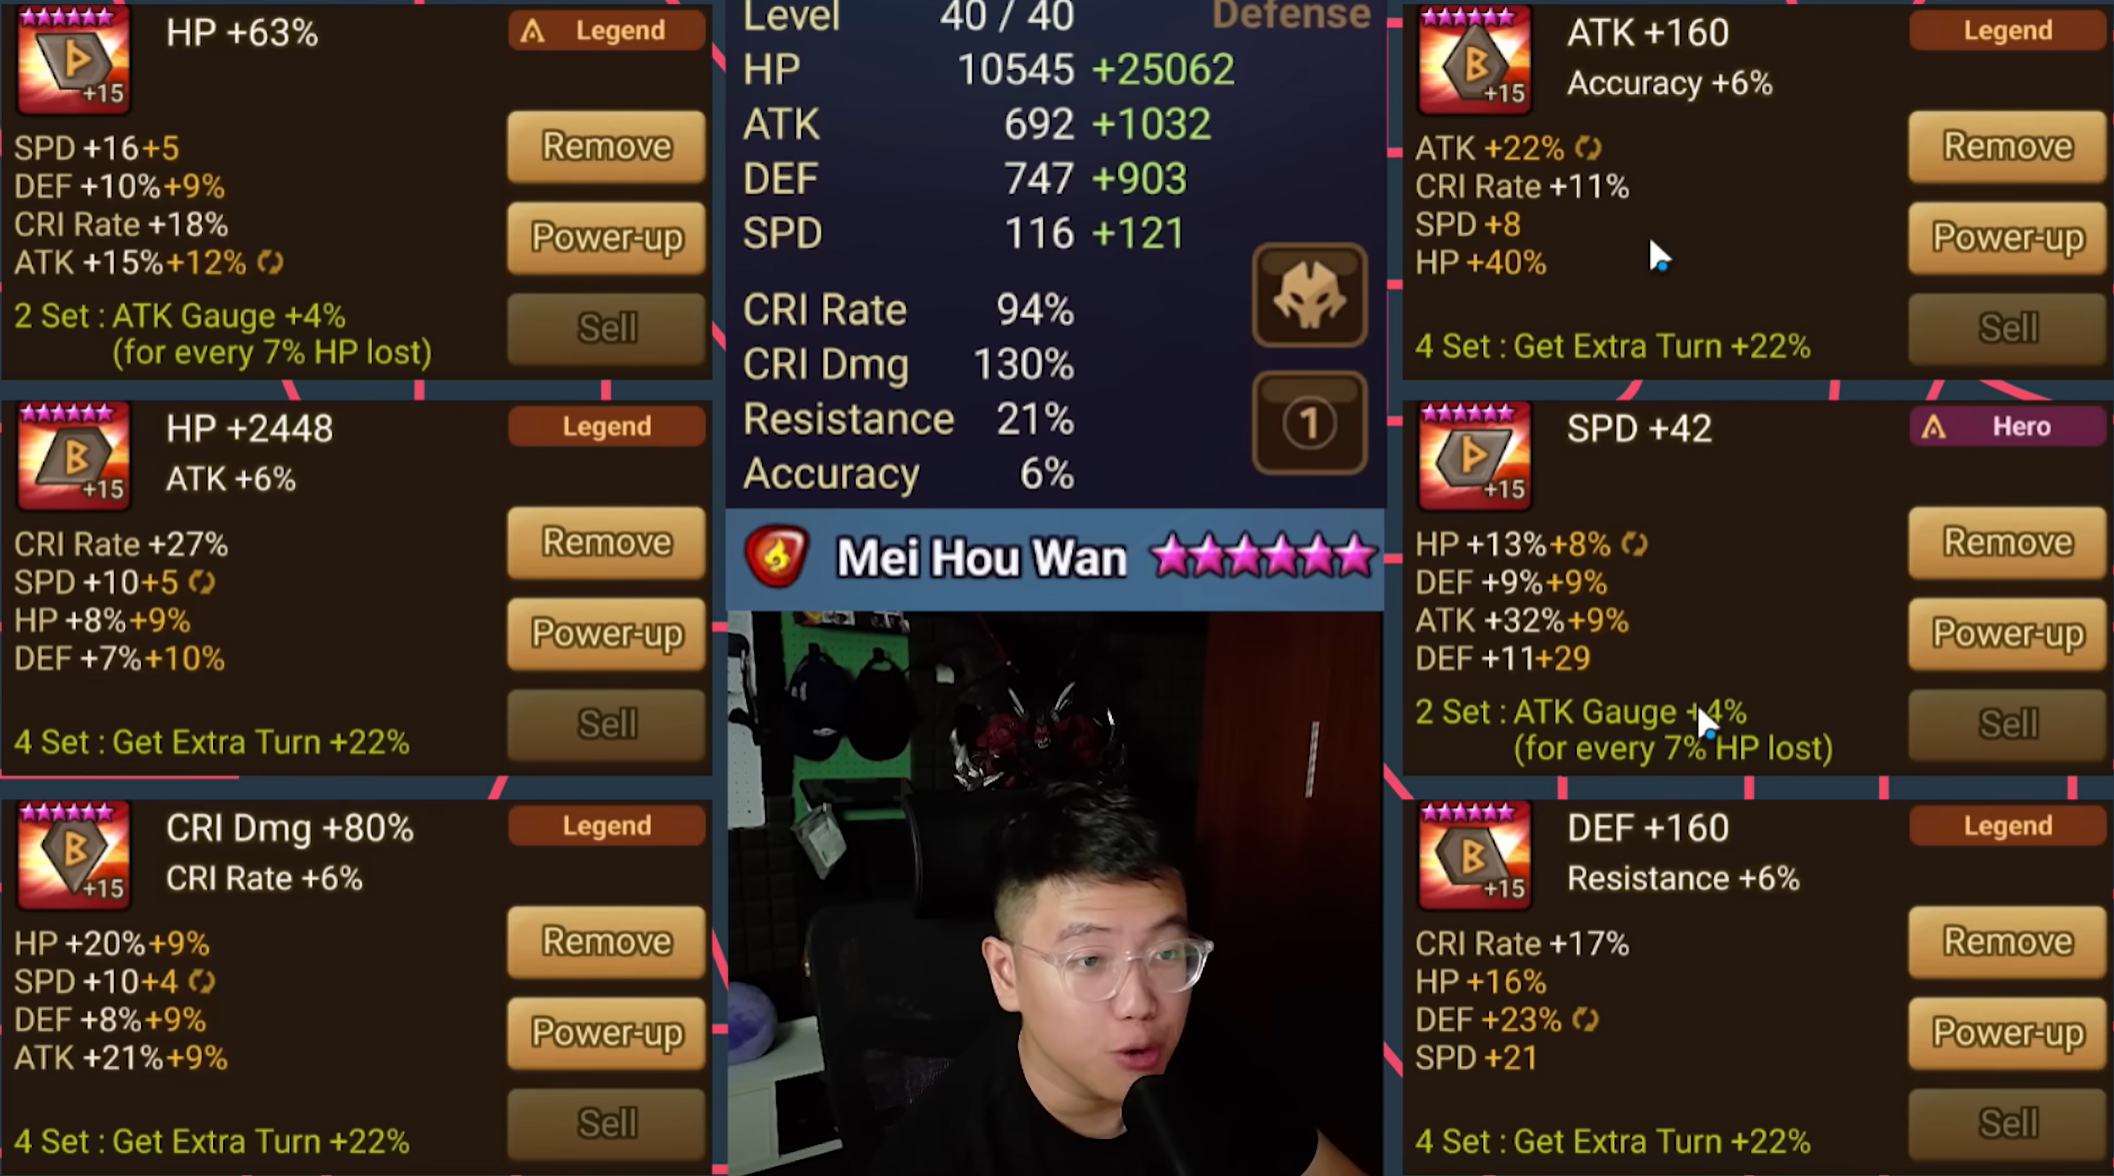 HP +63%
Legend
+15
SPD +16+5
DEF +10%+9%
CRI Rate +18%
ATK +15%+12%
2 Set : ATK Gauge +4%
(for every 7% HP lost)
Remove
Power-up
Sell
HP +2448
Legend
ATK +6%
+15
CRI Rate +27%
SPD +10+5
HP +8%+9%
DEF +7%+10%
4 Set : Get Extra Turn +22%
Remove
Power-up
Sell
CRI Dmg +80%
Legend
CRI Rate +6%
+15
HP +20%+9%
SPD +10+4
DEF +8%+9%
ATK +21%+9%
4 Set : Get Extra Turn +22%
Remove
Power-up
Sell
Level 40 / 40 Defense
HP 10545 +25062
ATK 692 +1032
DEF 747 +903
SPD 116 +121
CRI Rate 94%
CRI Dmg 130%
Resistance 21%
Accuracy 6%
1
Mei Hou Wan
ATK +160
Legend
Accuracy +6%
+15
ATK +22%
CRI Rate +11%
SPD +8
HP +40%
4 Set : Get Extra Turn +22%
Remove
Power-up
Sell
SPD +42
Hero
+15
HP +13%+8%
DEF +9%+9%
ATK +32%+9%
DEF +11+29
2 Set : ATK Gauge +4%
(for every 7% HP lost)
Remove
Power-up
Sell
DEF +160
Legend
Resistance +6%
+15
CRI Rate +17%
HP +16%
DEF +23%
SPD +21
4 Set : Get Extra Turn +22%
Remove
Power-up
Sell